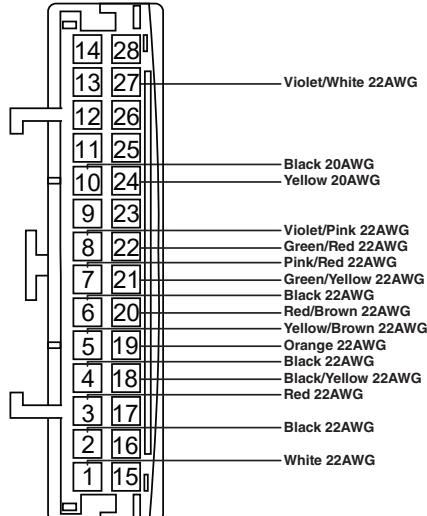 14 28
13 27 Violet/White 22AWG
12 26
11 25
Black 20AWG
10 24 Yellow 20AWG
9 23
Violet/Pink 22AWG
8 22 Green/Red 22AWG
Pink/Red 22AWG
7 21 Green/Yellow 22AWG
Black 22AWG
6 20 Red/Brown 22AWG
Yellow/Brown 22AWG
5 19 Orange 22AWG
Black 22AWG
4 18 Black/Yellow 22AWG
Red 22AWG
3 17
Black 22AWG
2 16
White 22AWG
1 15